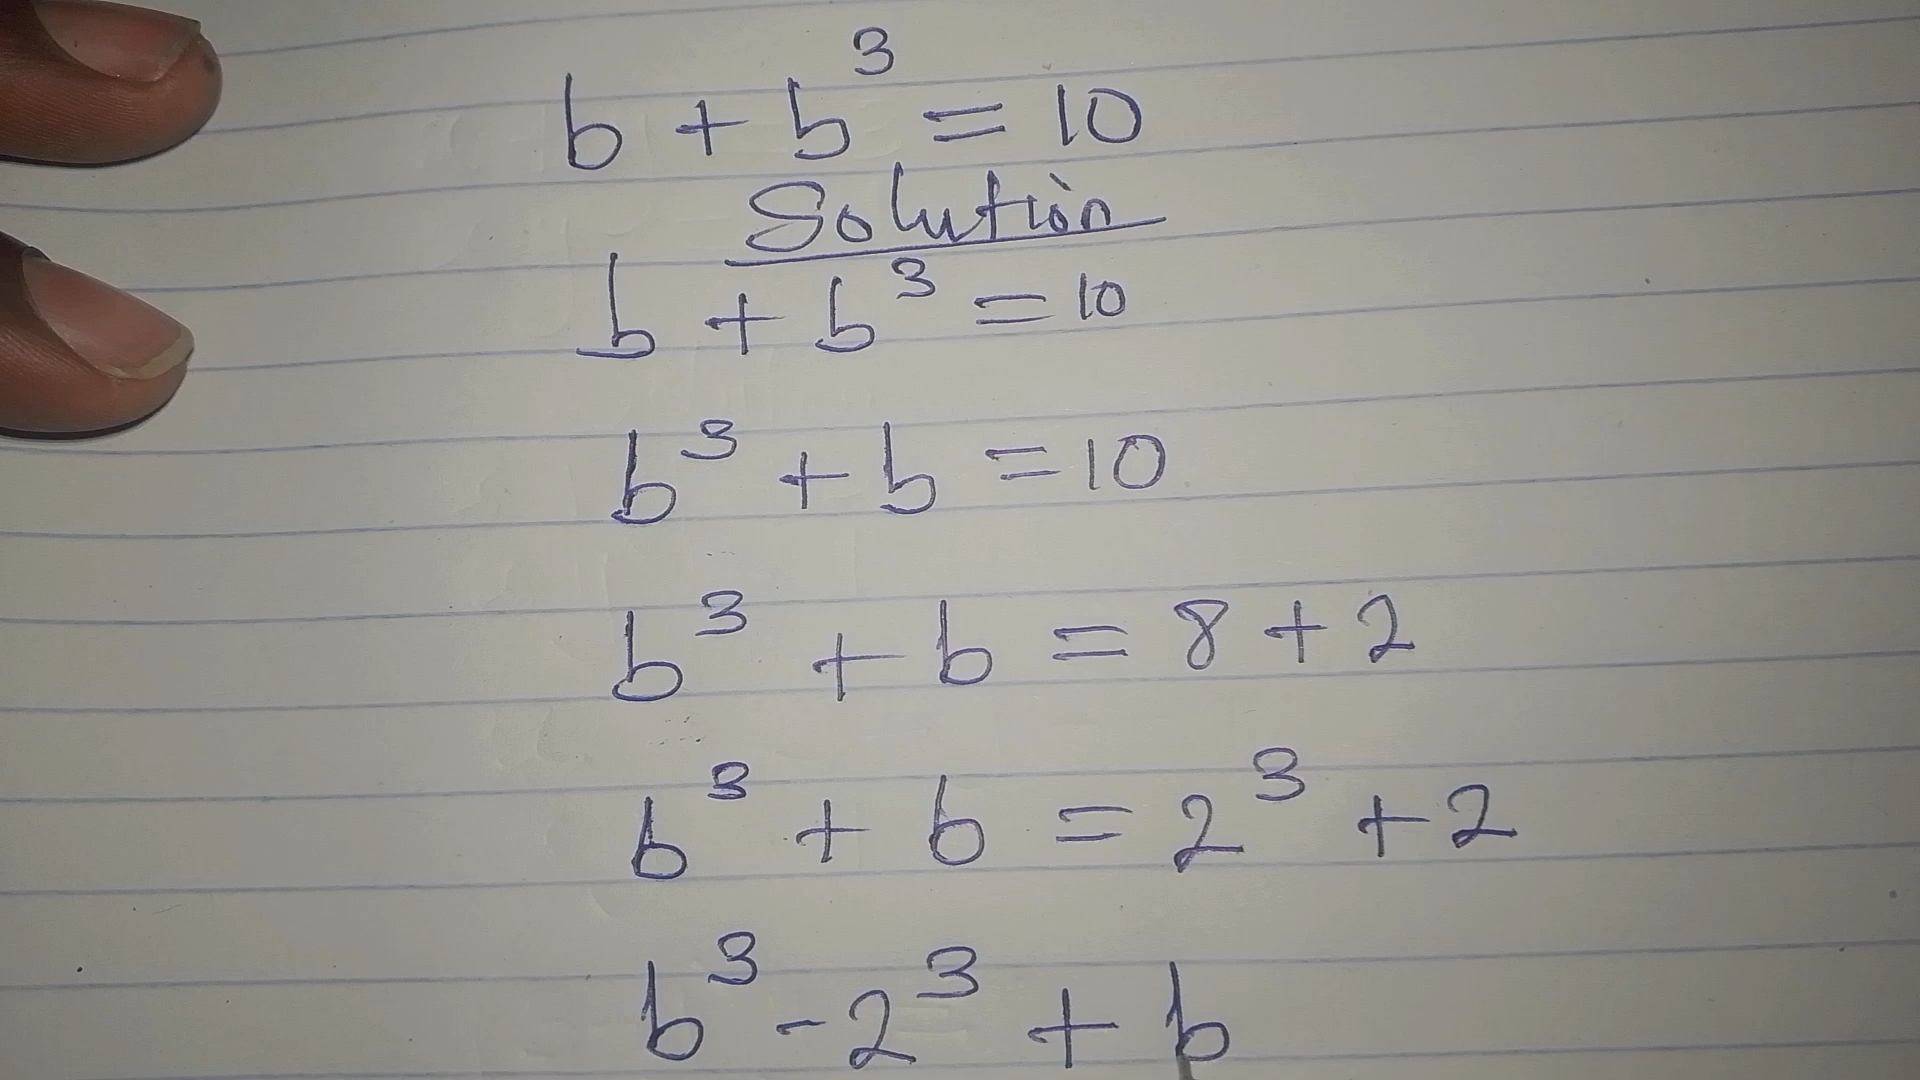 b + b³ = 10
Solution
b + b³ = 10
b³ + b = 10
b³ + b = 8 + 2
b³ + b = 2³ + 2
b³ - 2³ + b